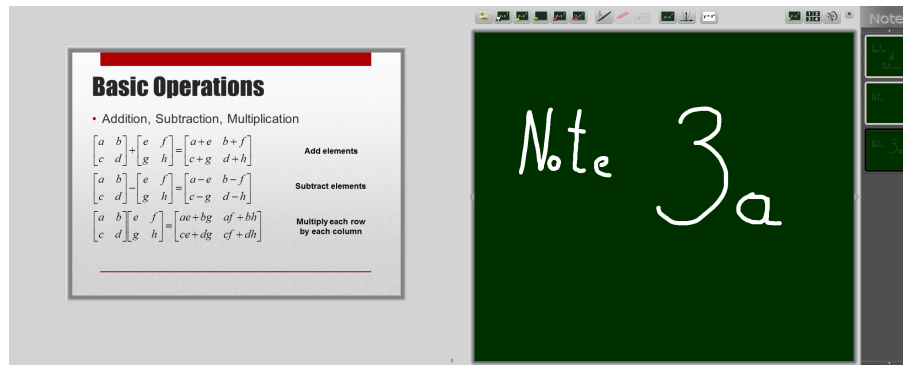 Basic Operations
• Addition, Subtraction, Multiplication
[a b; c d] + [e f; g h] = [a+e b+f; c+g d+h]
Add elements
[a b; c d] − [e f; g h] = [a−e b−f; c−g d−h]
Subtract elements
[a b; c d][e f; g h] = [ae+bg af+bh; ce+dg cf+dh]
Multiply each row
by each column
Note 3a
Note